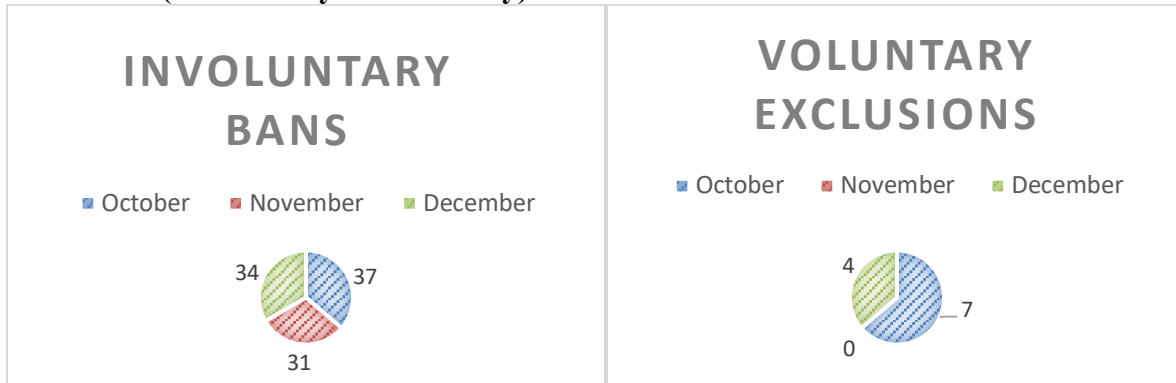 INVOLUNTARY
BANS
October November December
34
37
31
VOLUNTARY
EXCLUSIONS
October November December
4
7
0